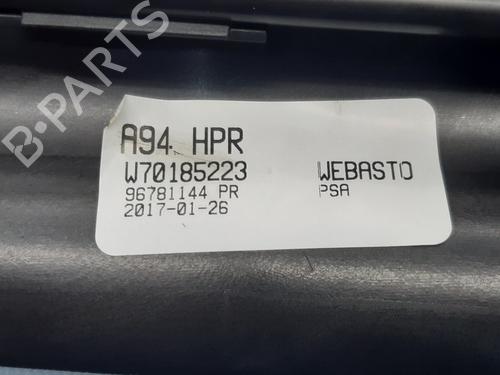 A94 HPR
W70185223 WEBASTO
96781144 PR PSA
2017-01-26
B-PARTS